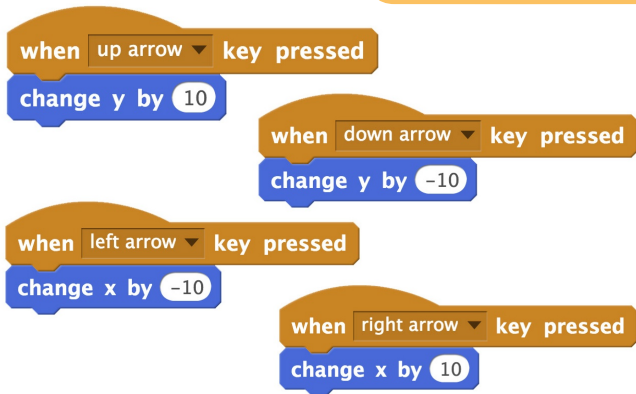 when up arrow key pressed
change y by 10
when down arrow key pressed
change y by -10
when left arrow key pressed
change x by -10
when right arrow key pressed
change x by 10